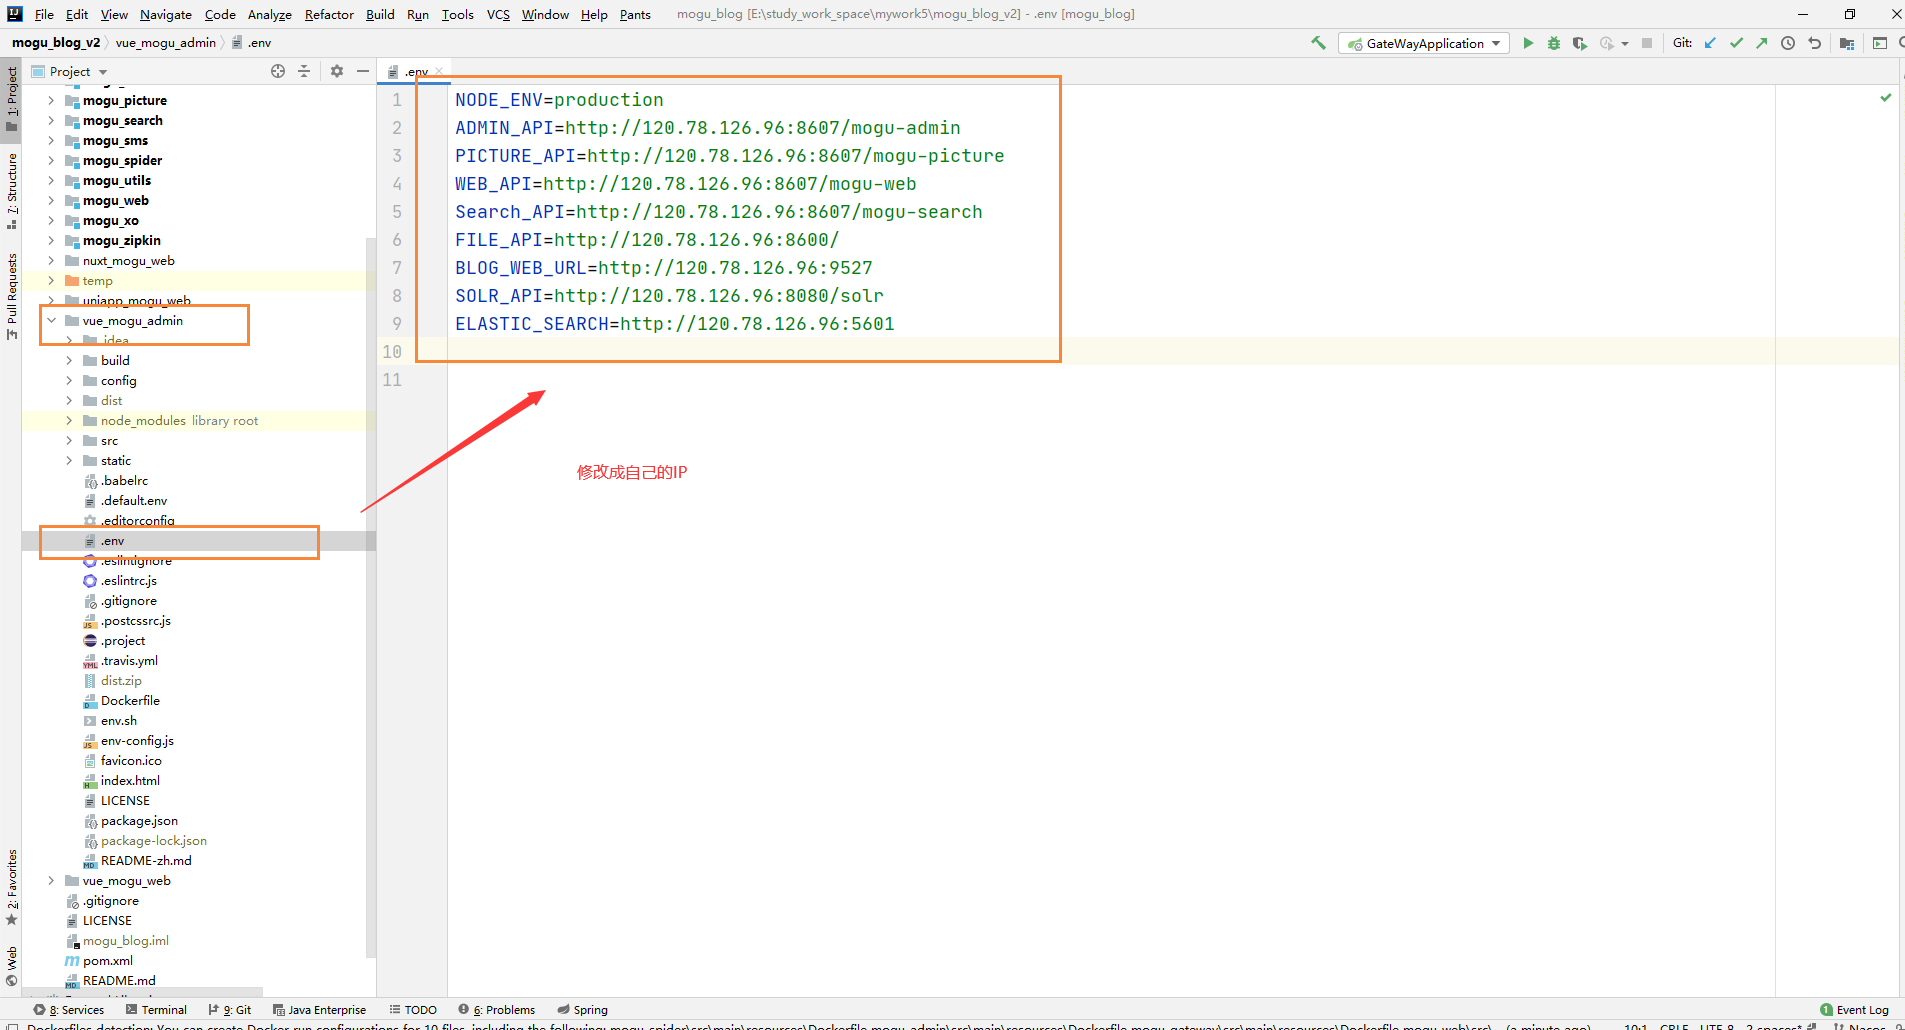 File Edit View Navigate Code Analyze Refactor Build Run Tools VCS Window Help Pants mogu_blog [E:\study_work_space\mywork5\mogu_blog_v2] - .env [mogu_blog]
mogu_blog_v2 vue_mogu_admin .env GateWayApplication Git:
1: Project
7: Structure
Pull Requests
2: Favorites
Web
Project
mogu_picture
mogu_search
mogu_sms
mogu_spider
mogu_utils
mogu_web
mogu_xo
mogu_zipkin
nuxt_mogu_web
temp
uniapp_mogu_web
vue_mogu_admin
.idea
build
config
dist
node_modules library root
src
static
.babelrc
.default.env
.editorconfig
.env
.eslintignore
.eslintrc.js
.gitignore
.postcssrc.js
.project
.travis.yml
dist.zip
Dockerfile
env.sh
env-config.js
favicon.ico
index.html
LICENSE
package.json
package-lock.json
README-zh.md
vue_mogu_web
.gitignore
LICENSE
mogu_blog.iml
pom.xml
README.md
.env
1 NODE_ENV=production
2 ADMIN_API=http://120.78.126.96:8607/mogu-admin
3 PICTURE_API=http://120.78.126.96:8607/mogu-picture
4 WEB_API=http://120.78.126.96:8607/mogu-web
5 Search_API=http://120.78.126.96:8607/mogu-search
6 FILE_API=http://120.78.126.96:8600/
7 BLOG_WEB_URL=http://120.78.126.96:9527
8 SOLR_API=http://120.78.126.96:8080/solr
9 ELASTIC_SEARCH=http://120.78.126.96:5601
10
11
修改成自己的IP
8: Services Terminal 9: Git Java Enterprise TODO 6: Problems Spring 1 Event Log
Dockerfiles detection: You can create Docker run configurations for 10 files, including the following: mogu_spider\src\main\resources\Dockerfile mogu_admin\src\main\resources\Dockerfile mogu_gateway\src\main\resources\Dockerfile mogu_web\src\... (a minute ago) 10:1 CRLF UTF-8 2 spaces* Nacos